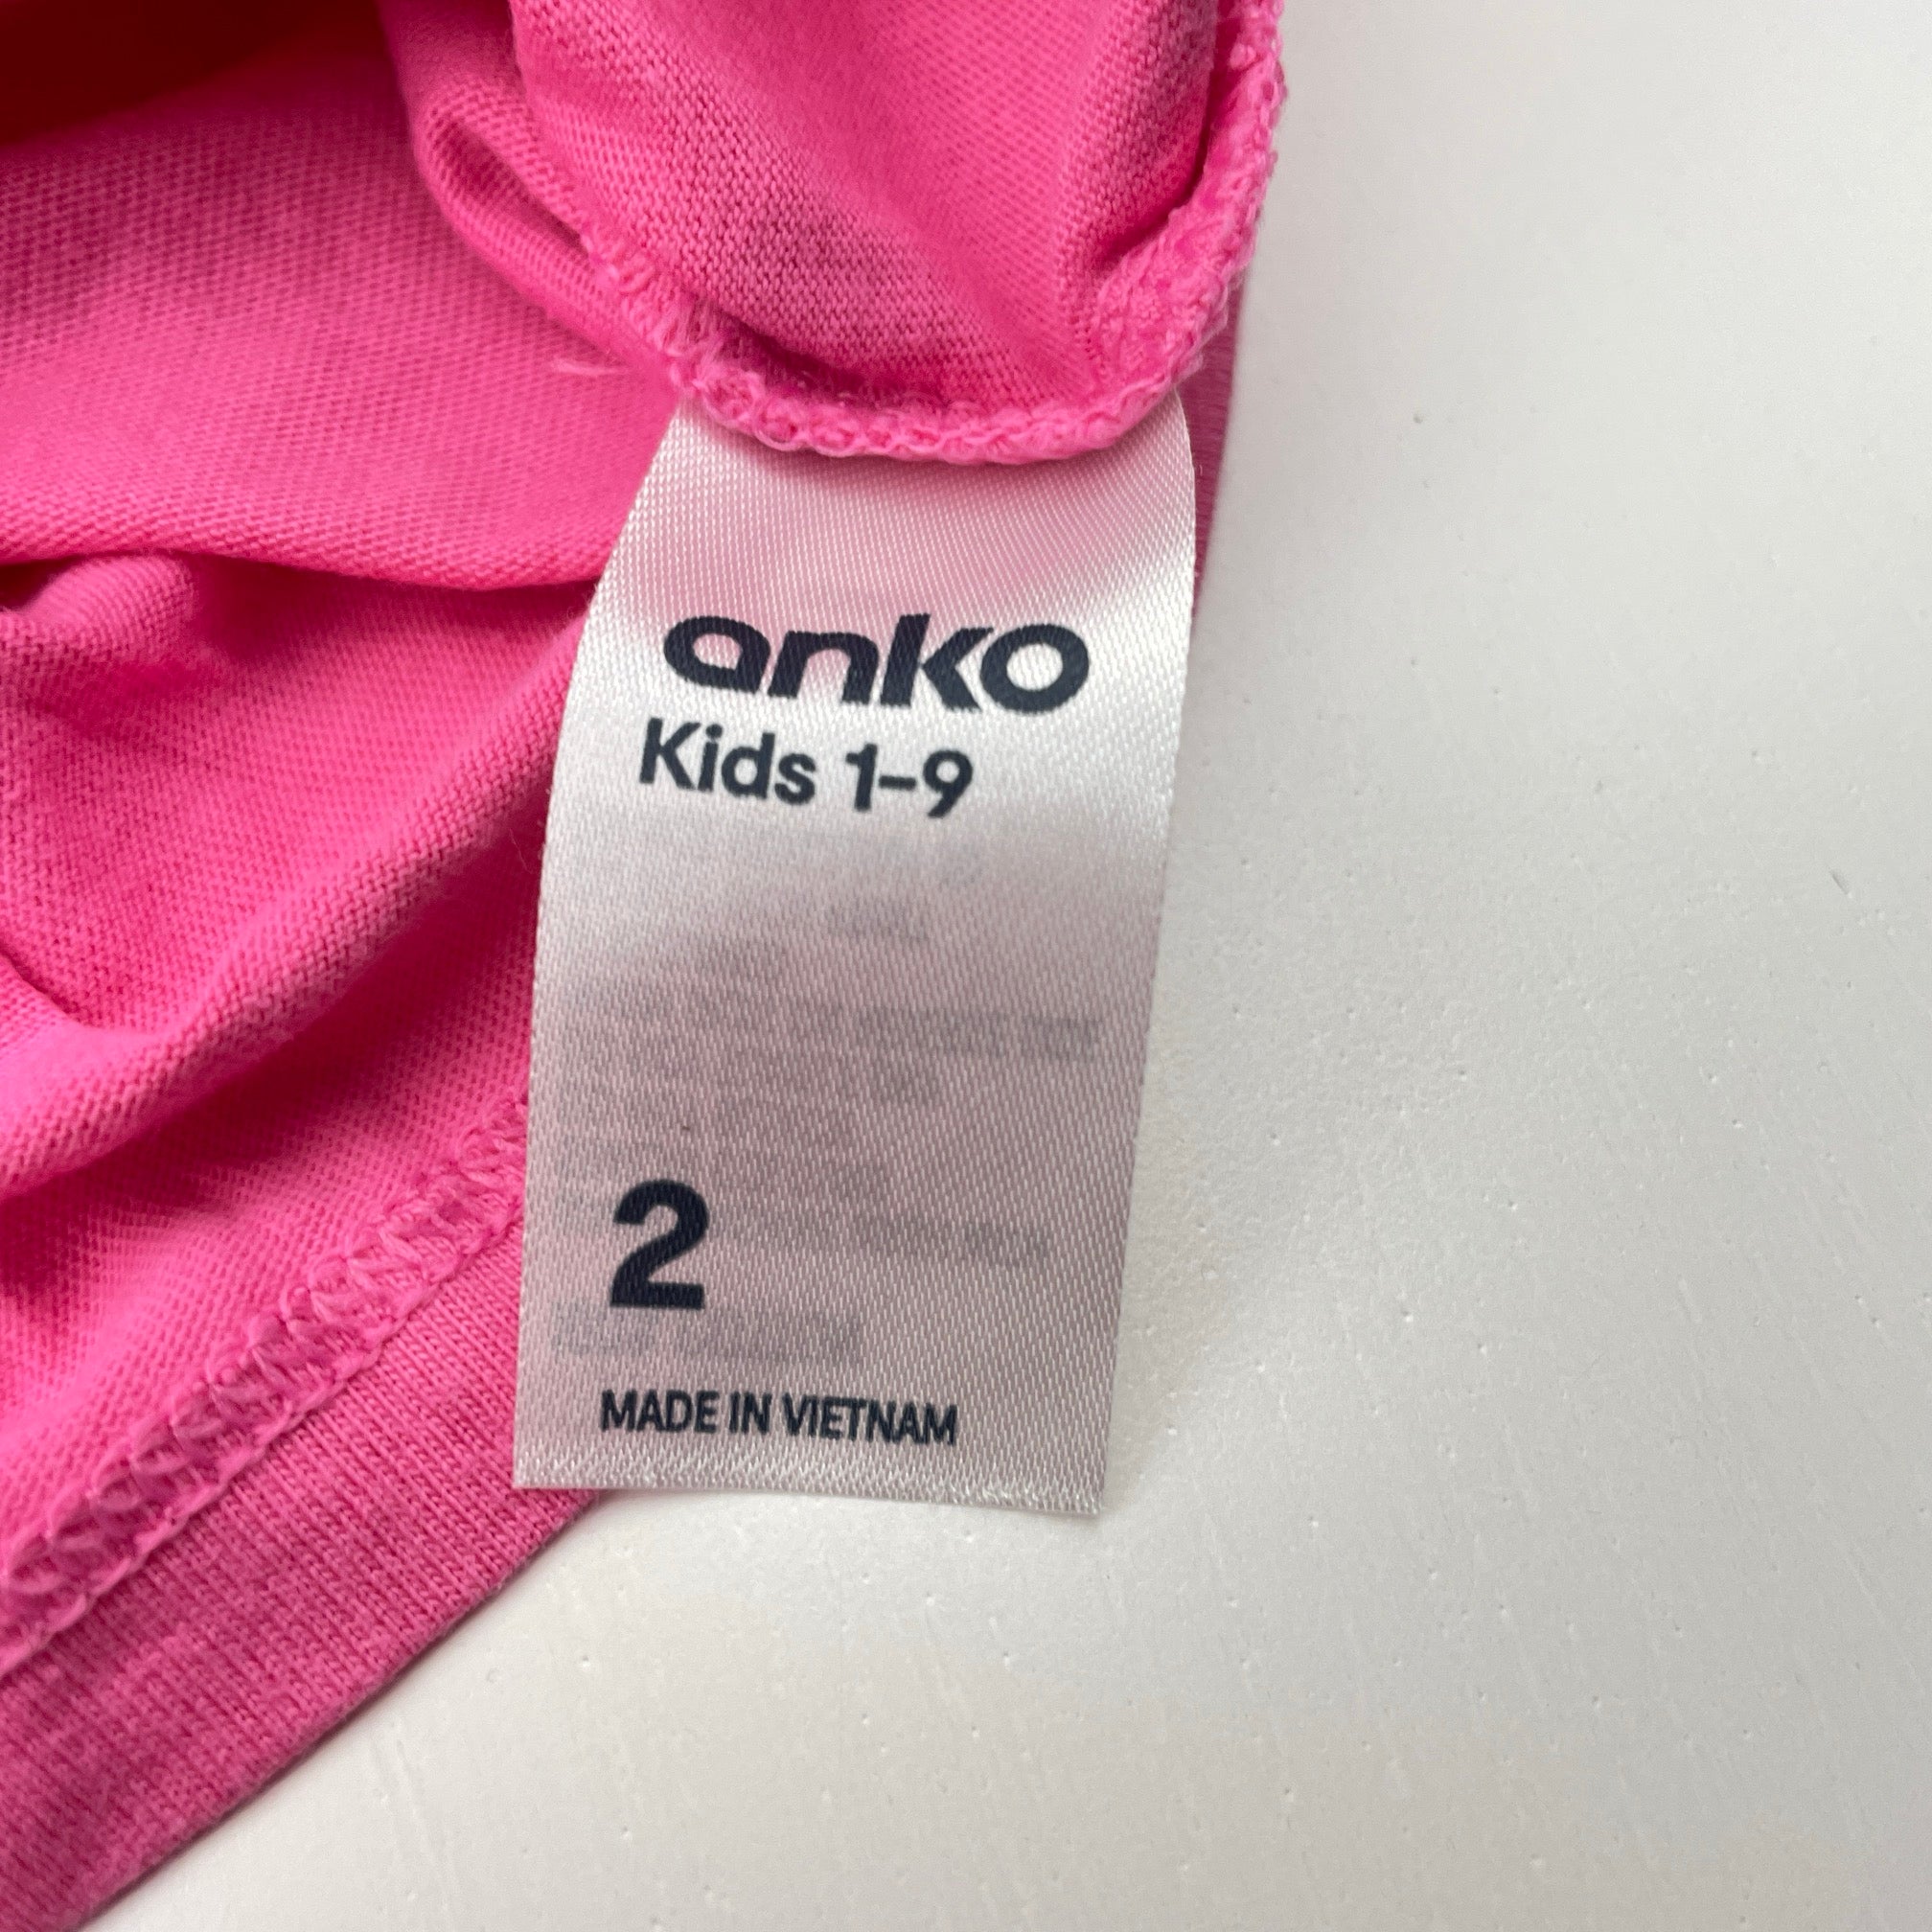 anko
Kids 1-9
2
MADE IN VIETNAM